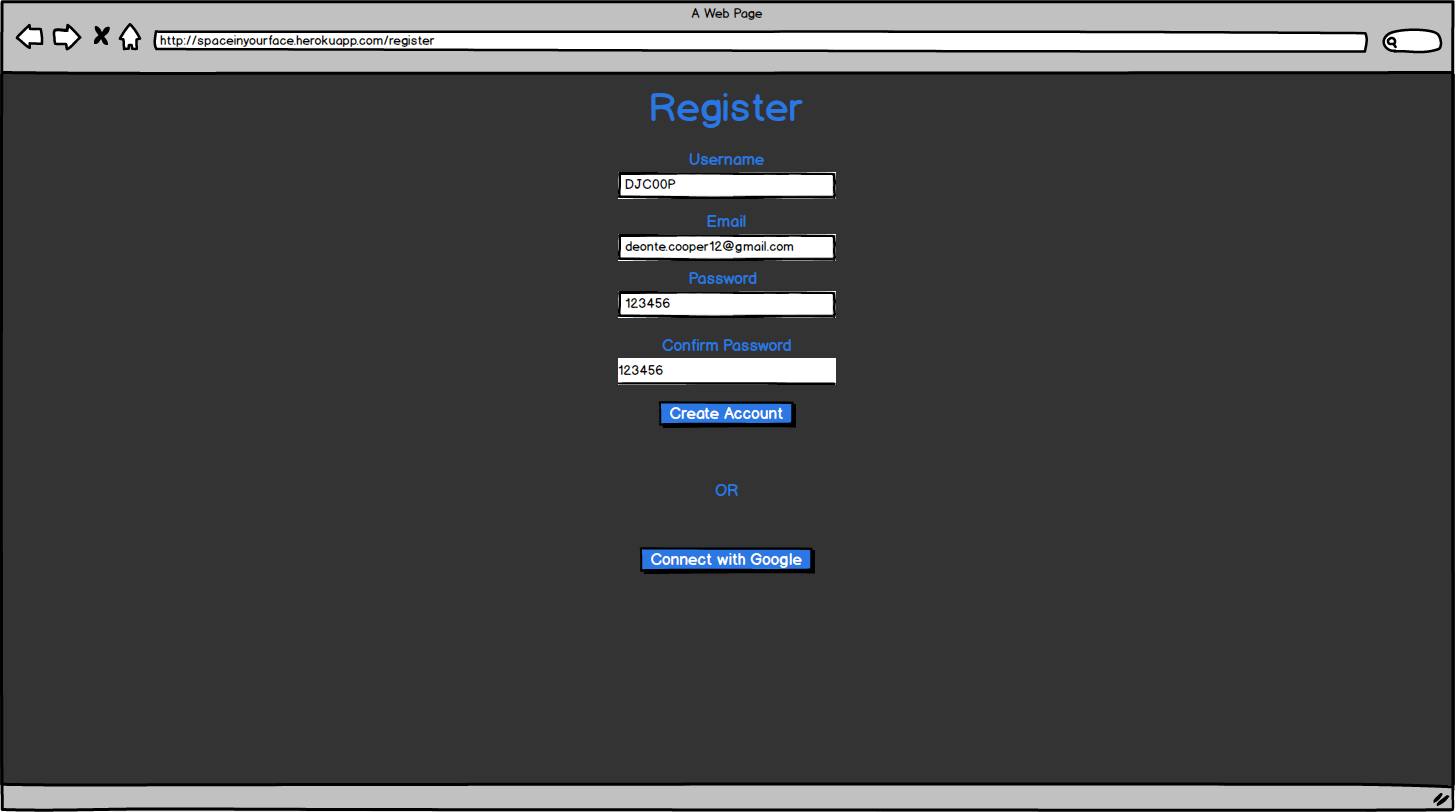 A Web Page
http://spaceinyourface.herokuapp.com/register
Register
Username
DJC00P
Email
deonte.cooper12@gmail.com
Password
123456
Confirm Password
123456
Create Account
OR
Connect with Google